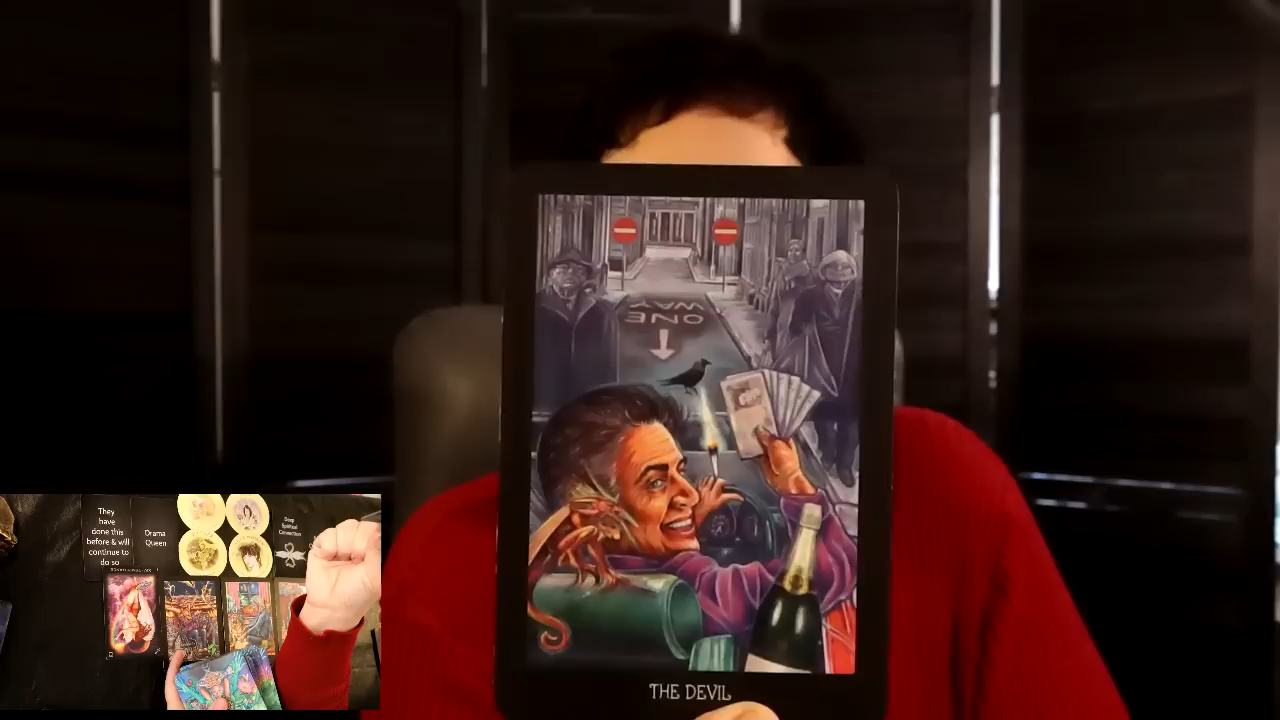 WAY
ONE
THE DEVIL
They
have
done this
before & will
continue to
do so
Drama
Queen
Deep
Spiritual
Connection